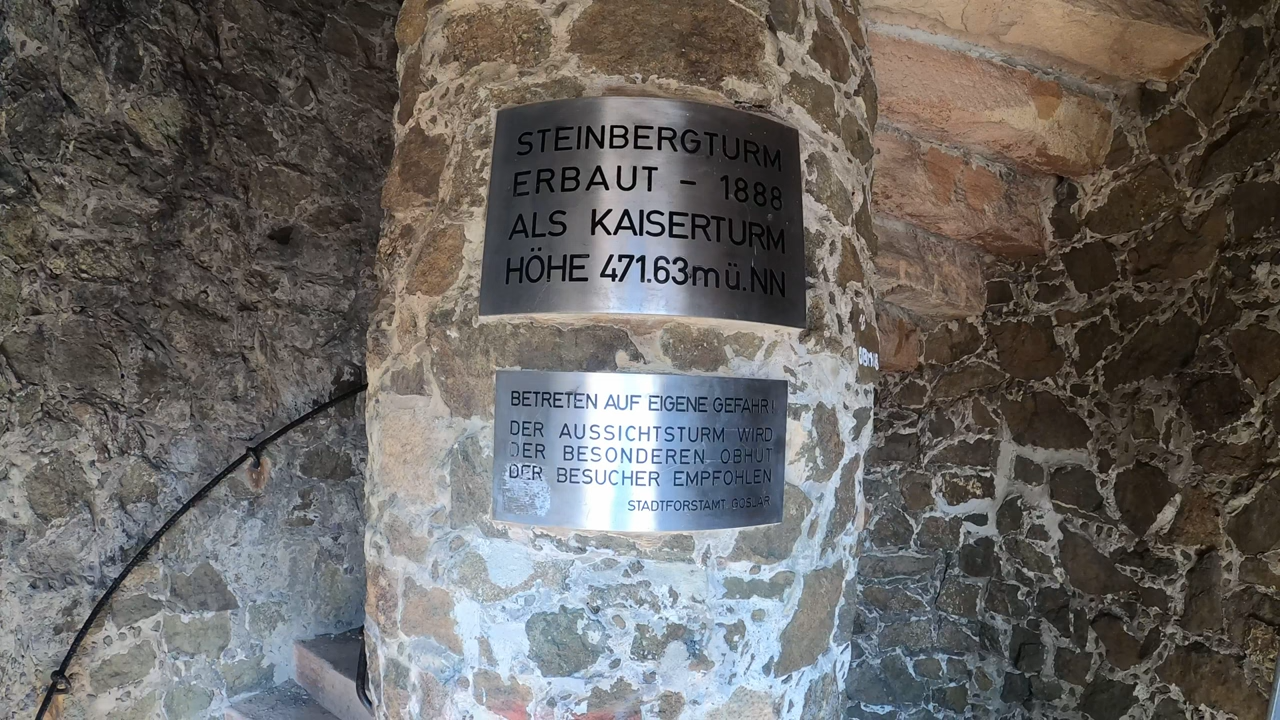 STEINBERGTURM
ERBAUT - 1888
ALS KAISERTURM
HÖHE 471.63m ü.NN
BETRETEN AUF EIGENE GEFAHR!
DER AUSSICHTSTURM WIRD
DER BESONDEREN OBHUT
DER BESUCHER EMPFOHLEN
STADTFORSTAMT GOSLAR